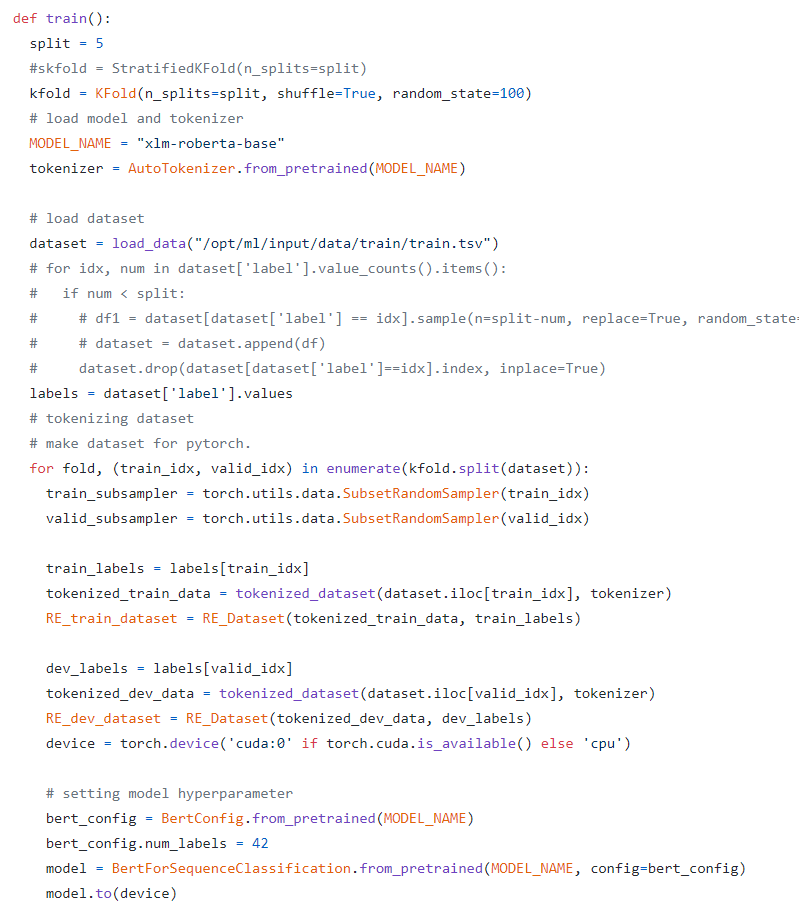 def train():
  split = 5
  #skfold = StratifiedKFold(n_splits=split)
  kfold = KFold(n_splits=split, shuffle=True, random_state=100)
  # load model and tokenizer
  MODEL_NAME = "xlm-roberta-base"
  tokenizer = AutoTokenizer.from_pretrained(MODEL_NAME)

  # load dataset
  dataset = load_data("/opt/ml/input/data/train/train.tsv")
  # for idx, num in dataset['label'].value_counts().items():
  #   if num < split:
  #     # df1 = dataset[dataset['label'] == idx].sample(n=split-num, replace=True, random_state=
  #     # dataset = dataset.append(df)
  #     dataset.drop(dataset[dataset['label']==idx].index, inplace=True)
  labels = dataset['label'].values
  # tokenizing dataset
  # make dataset for pytorch.
  for fold, (train_idx, valid_idx) in enumerate(kfold.split(dataset)):
    train_subsampler = torch.utils.data.SubsetRandomSampler(train_idx)
    valid_subsampler = torch.utils.data.SubsetRandomSampler(valid_idx)

    train_labels = labels[train_idx]
    tokenized_train_data = tokenized_dataset(dataset.iloc[train_idx], tokenizer)
    RE_train_dataset = RE_Dataset(tokenized_train_data, train_labels)

    dev_labels = labels[valid_idx]
    tokenized_dev_data = tokenized_dataset(dataset.iloc[valid_idx], tokenizer)
    RE_dev_dataset = RE_Dataset(tokenized_dev_data, dev_labels)
    device = torch.device('cuda:0' if torch.cuda.is_available() else 'cpu')

    # setting model hyperparameter
    bert_config = BertConfig.from_pretrained(MODEL_NAME)
    bert_config.num_labels = 42
    model = BertForSequenceClassification.from_pretrained(MODEL_NAME, config=bert_config)
    model.to(device)